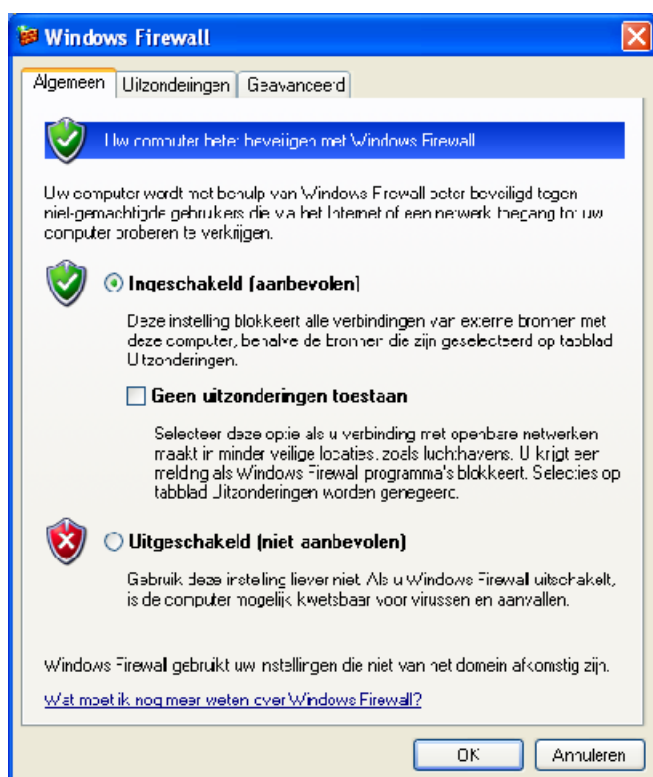 Windows Firewall
Algemeen Uitzonderingen Geavanceerd
Uw computer beter beveiligen met Windows Firewall
Uw computer wordt met behulp van Windows Firewall beter beveiligd tegen
niet-gemachtigde gebruikers die via het Internet of een netwerk toegang tot uw
computer proberen te verkrijgen.
Ingeschakeld (aanbevolen)
Deze instelling blokkeert alle verbindingen van externe bronnen met
deze computer, behalve de bronnen die zijn geselecteerd op tabblad
Uitzonderingen.
Geen uitzonderingen toestaan
Selecteer deze optie als u verbinding met openbare netwerken
maakt in minder veilige locaties, zoals luchthavens. U krijgt een
melding als Windows Firewall programma's blokkeert. Selecties op
tabblad Uitzonderingen worden genegeerd.
Uitgeschakeld (niet aanbevolen)
Gebruik deze instelling liever niet. Als u Windows Firewall uitschakelt,
is de computer mogelijk kwetsbaar voor virussen en aanvallen.
Windows Firewall gebruikt uw instellingen die niet van het domein afkomstig zijn.
Wat moet ik nog meer weten over Windows Firewall?
OK Annuleren